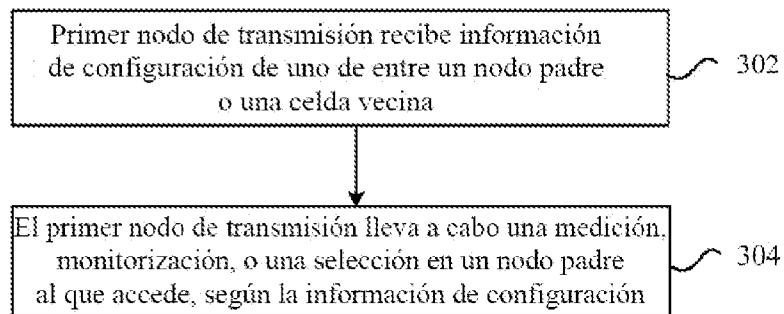 Primer nodo de transmisión recibe información
de configuración de uno de entre un nodo padre
o una celda vecina
302
El primer nodo de transmisión lleva a cabo una medición,
monitorización, o una selección en un nodo padre
al que accede, según la información de configuración
304